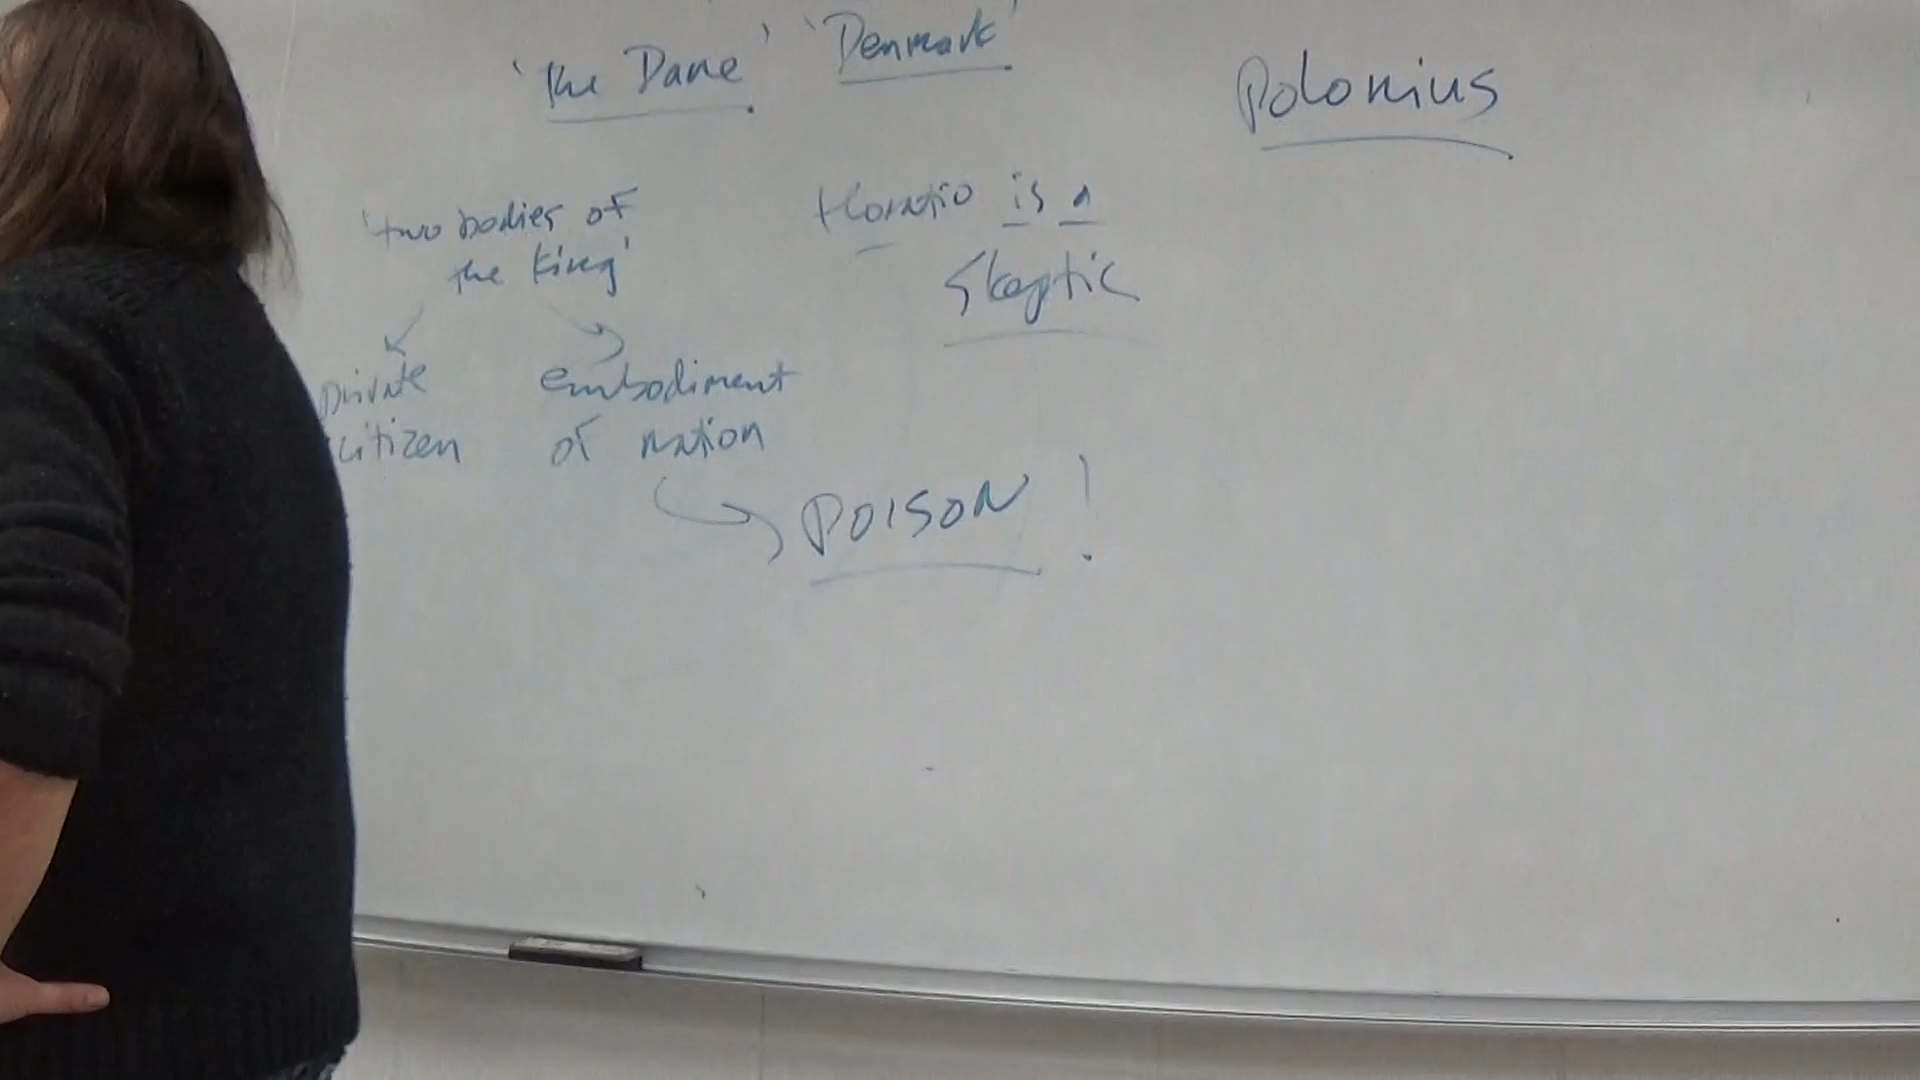 'The Dane' 'Denmark'
Polonius
'two bodies of
the King'
private
citizen
embodiment
of nation
Horatio is a
Skeptic
POISON !